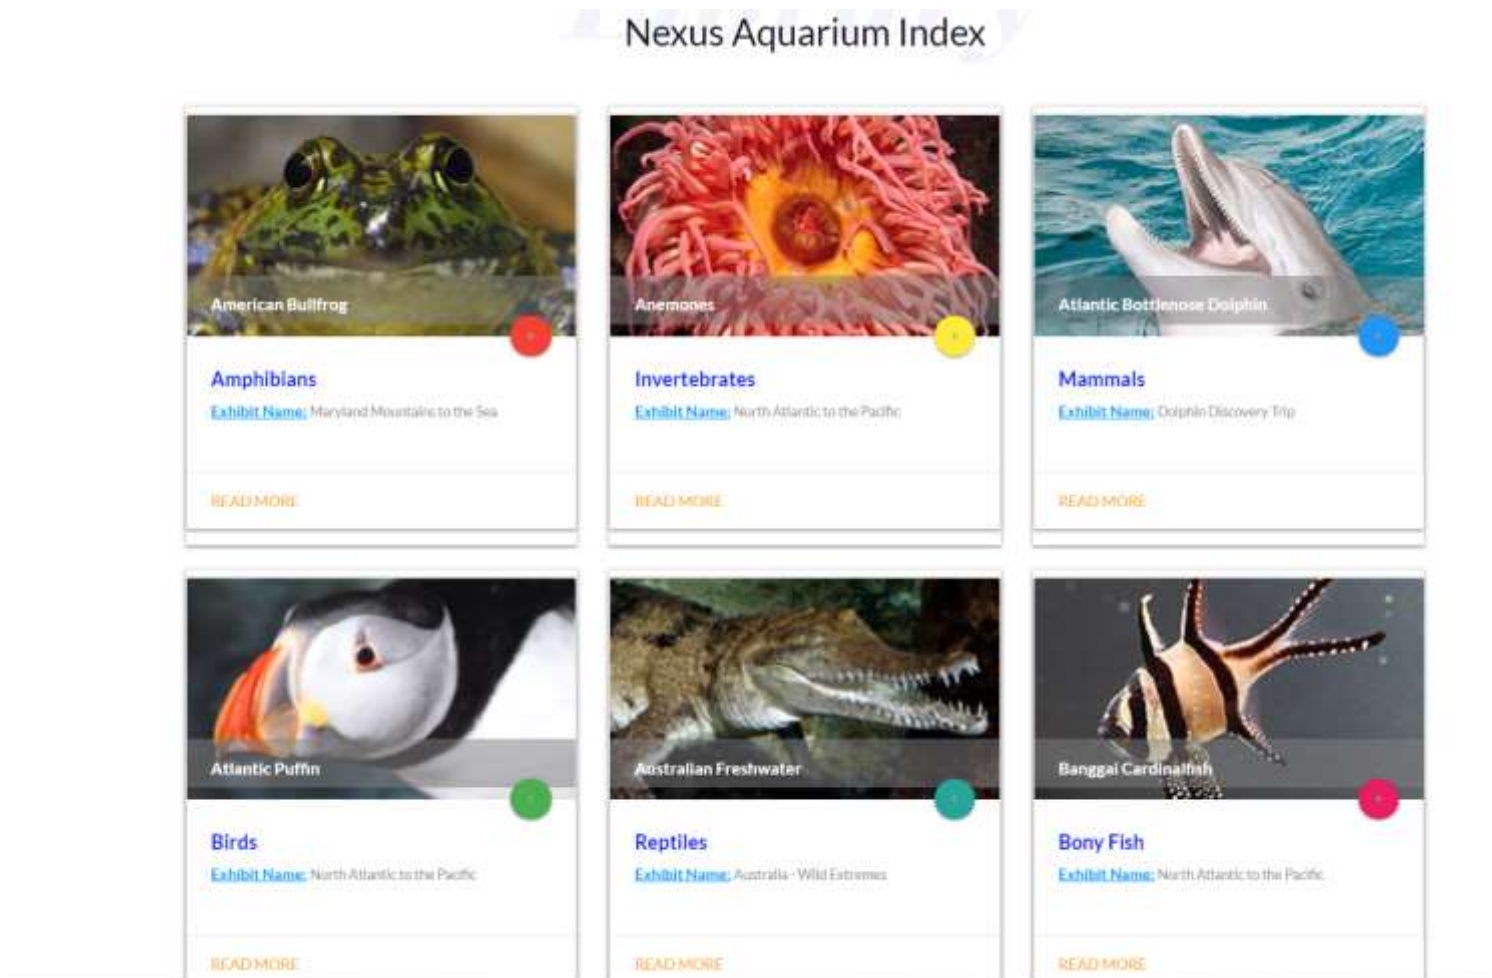 Nexus Aquarium Index
American Bullfrog
Anemones
Atlantic Bottlenose Dolphin
Amphibians
Invertebrates
Mammals
Exhibit Name: Maryland Mountains to the Sea
Exhibit Name: North Atlantic to the Pacific
Exhibit Name: Dolphin Discovery Trip
READ MORE
READ MORE
READ MORE
Atlantic Puffin
Australian Freshwater
Banggai Cardinalfish
Birds
Reptiles
Bony Fish
Exhibit Name: North Atlantic to the Pacific
Exhibit Name: Australia - Wild Extremes
Exhibit Name: North Atlantic to the Pacific
READ MORE
READ MORE
READ MORE